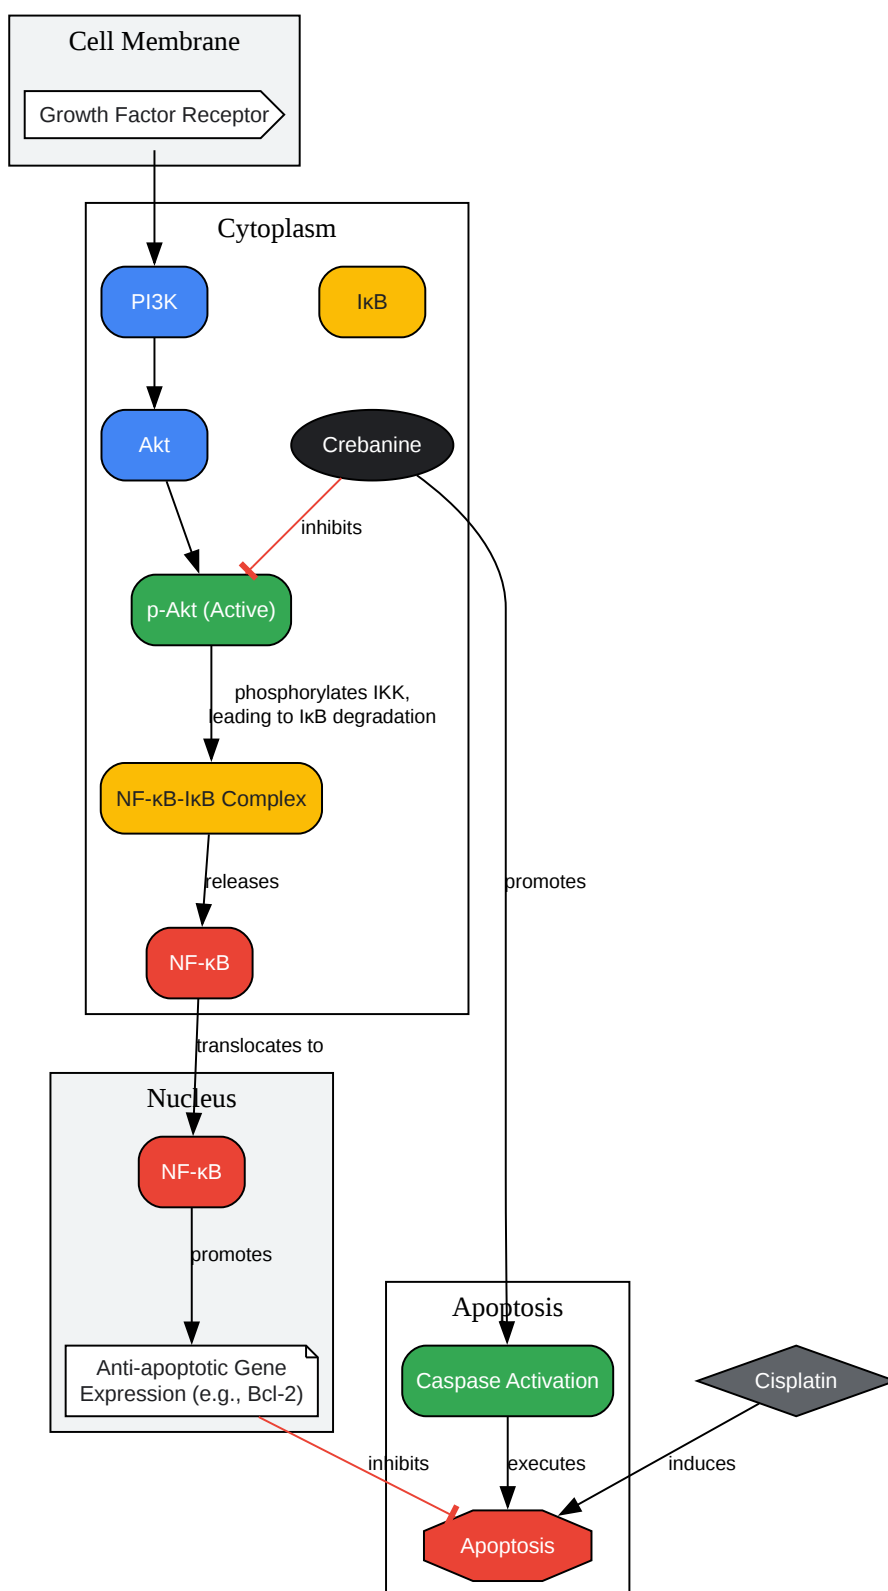 Cell Membrane
Growth Factor Receptor
Cytoplasm
PI3K
IκB
Akt
Crebanine
inhibits
p-Akt (Active)
phosphorylates IKK,
leading to IκB degradation
NF-κB-IκB Complex
releases
promotes
NF-κB
translocates to
Nucleus
NF-κB
promotes
Apoptosis
Anti-apoptotic Gene
Expression (e.g., Bcl-2)
Caspase Activation
Cisplatin
inhibits
executes
induces
Apoptosis